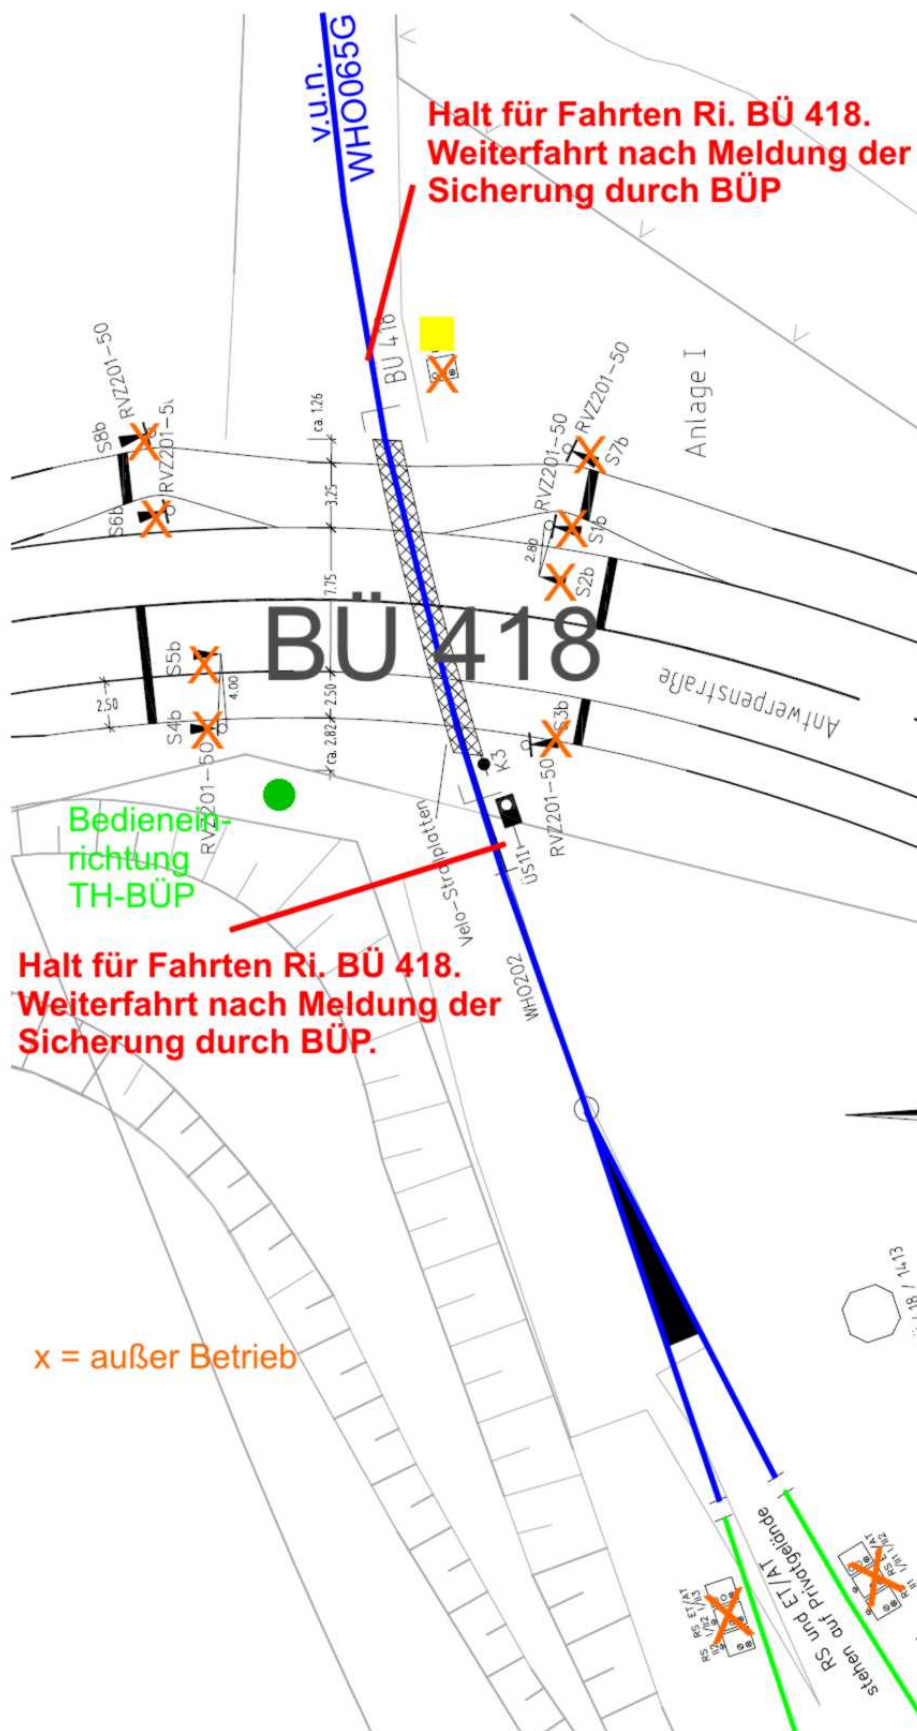 v.u.n.
WHO065G
Halt für Fahrten Ri. BÜ 418.
Weiterfahrt nach Meldung der
Sicherung durch BÜP
BÜ 418
Anlage I
S8b
RVZ201-50
S6b
ca. 1.26
3.25
7.75
2.50
ca. 2.82
RVZ201-50
RVZ201-50
S7b
S1b
2.80
S2b
BÜ 418
S5b
4.00
2.50
S4b
RVZ201-50
S3b
RVZ201-50
K3
Antwerpenstraße
Bedienein-
richtung
TH-BÜP
Velo-Strailplatten
WHO202
Halt für Fahrten Ri. BÜ 418.
Weiterfahrt nach Meldung der
Sicherung durch BÜP.
x = außer Betrieb
RS und ET/AT
stehen auf Privatgelände
RS ET/AT